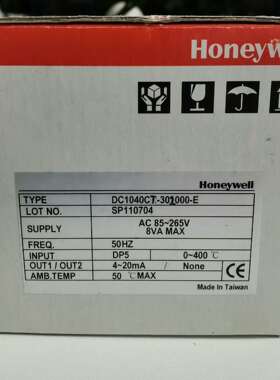 Honeywell
Honeywell
TYPE DC1040CT-301000-E
LOT NO. SP110704
SUPPLY AC 85~265V
8VA MAX
FREQ. 50HZ
INPUT DP5 0~400 ℃
OUT1 / OUT2 4~20mA / None
AMB.TEMP 50 ℃ MAX
CE
Made In Taiwan